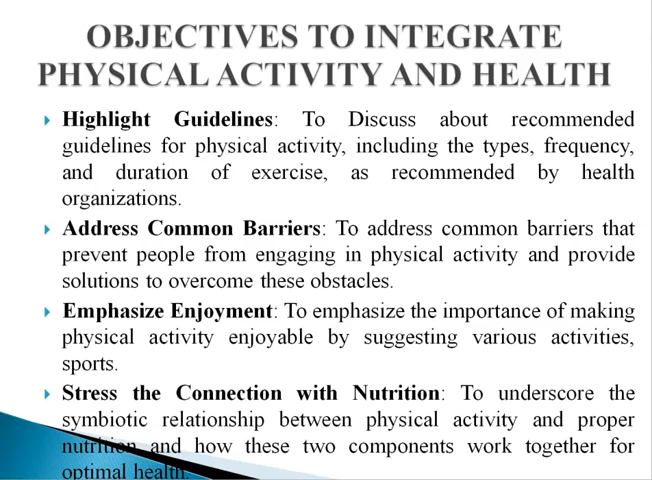 OBJECTIVES TO INTEGRATE
PHYSICAL ACTIVITY AND HEALTH
Highlight Guidelines: To Discuss about recommended
guidelines for physical activity, including the types, frequency,
and duration of exercise, as recommended by health
organizations.
Address Common Barriers: To address common barriers that
prevent people from engaging in physical activity and provide
solutions to overcome these obstacles.
Emphasize Enjoyment: To emphasize the importance of making
physical activity enjoyable by suggesting various activities,
sports.
Stress the Connection with Nutrition: To underscore the
symbiotic relationship between physical activity and proper
nutrition and how these two components work together for
optimal health.